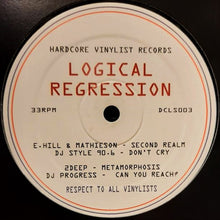 HARDCORE VINYLIST RECORDS
LOGICAL
REGRESSION
33RPM
DCLS003
E-HILL & MATHIESON - SECOND REALM
DJ STYLE 90.6 - DON'T CRY
2DEEP - METAMORPHOSIS
DJ PROGRESS - CAN YOU REACH?
RESPECT TO ALL VINYLISTS